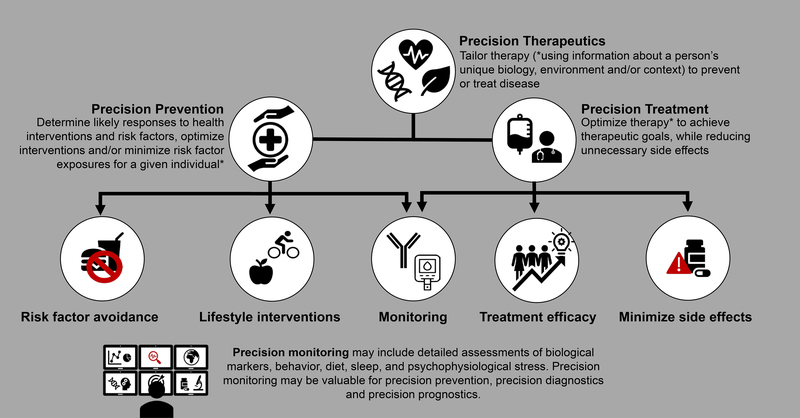 Precision Therapeutics
Tailor therapy (*using information about a person's
unique biology, environment and/or context) to prevent
or treat disease
Precision Prevention
Determine likely responses to health
interventions and risk factors, optimize
interventions and/or minimize risk factor
exposures for a given individual*
Precision Treatment
Optimize therapy* to achieve
therapeutic goals, while reducing
unnecessary side effects
Risk factor avoidance
Lifestyle interventions
Monitoring
Treatment efficacy
Minimize side effects
Precision monitoring may include detailed assessments of biological
markers, behavior, diet, sleep, and psychophysiological stress. Precision
monitoring may be valuable for precision prevention, precision diagnostics
and precision prognostics.